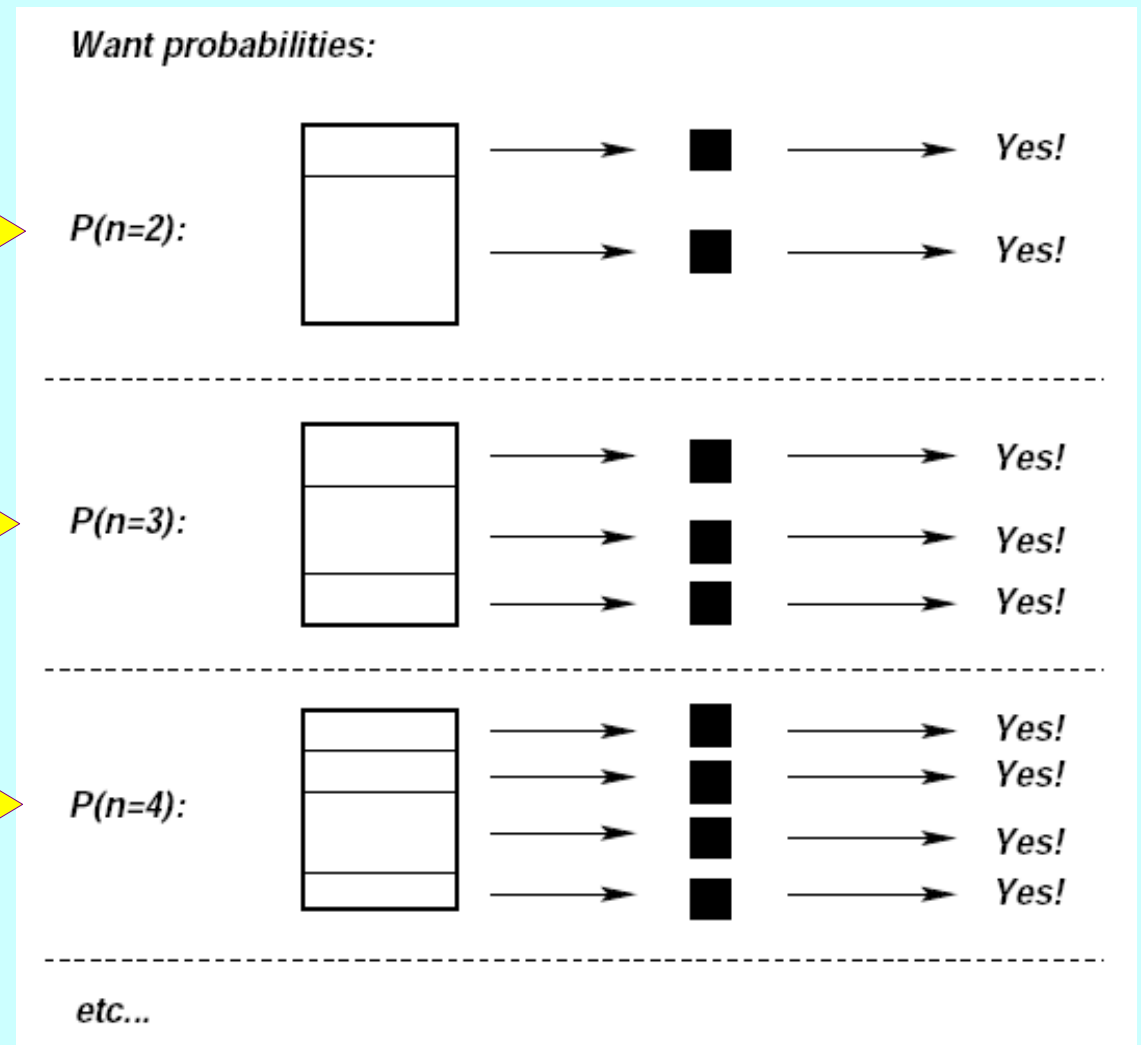 Want probabilities:
Yes!
P(n=2):
Yes!
Yes!
P(n=3):
Yes!
Yes!
Yes!
Yes!
P(n=4):
Yes!
Yes!
etc...